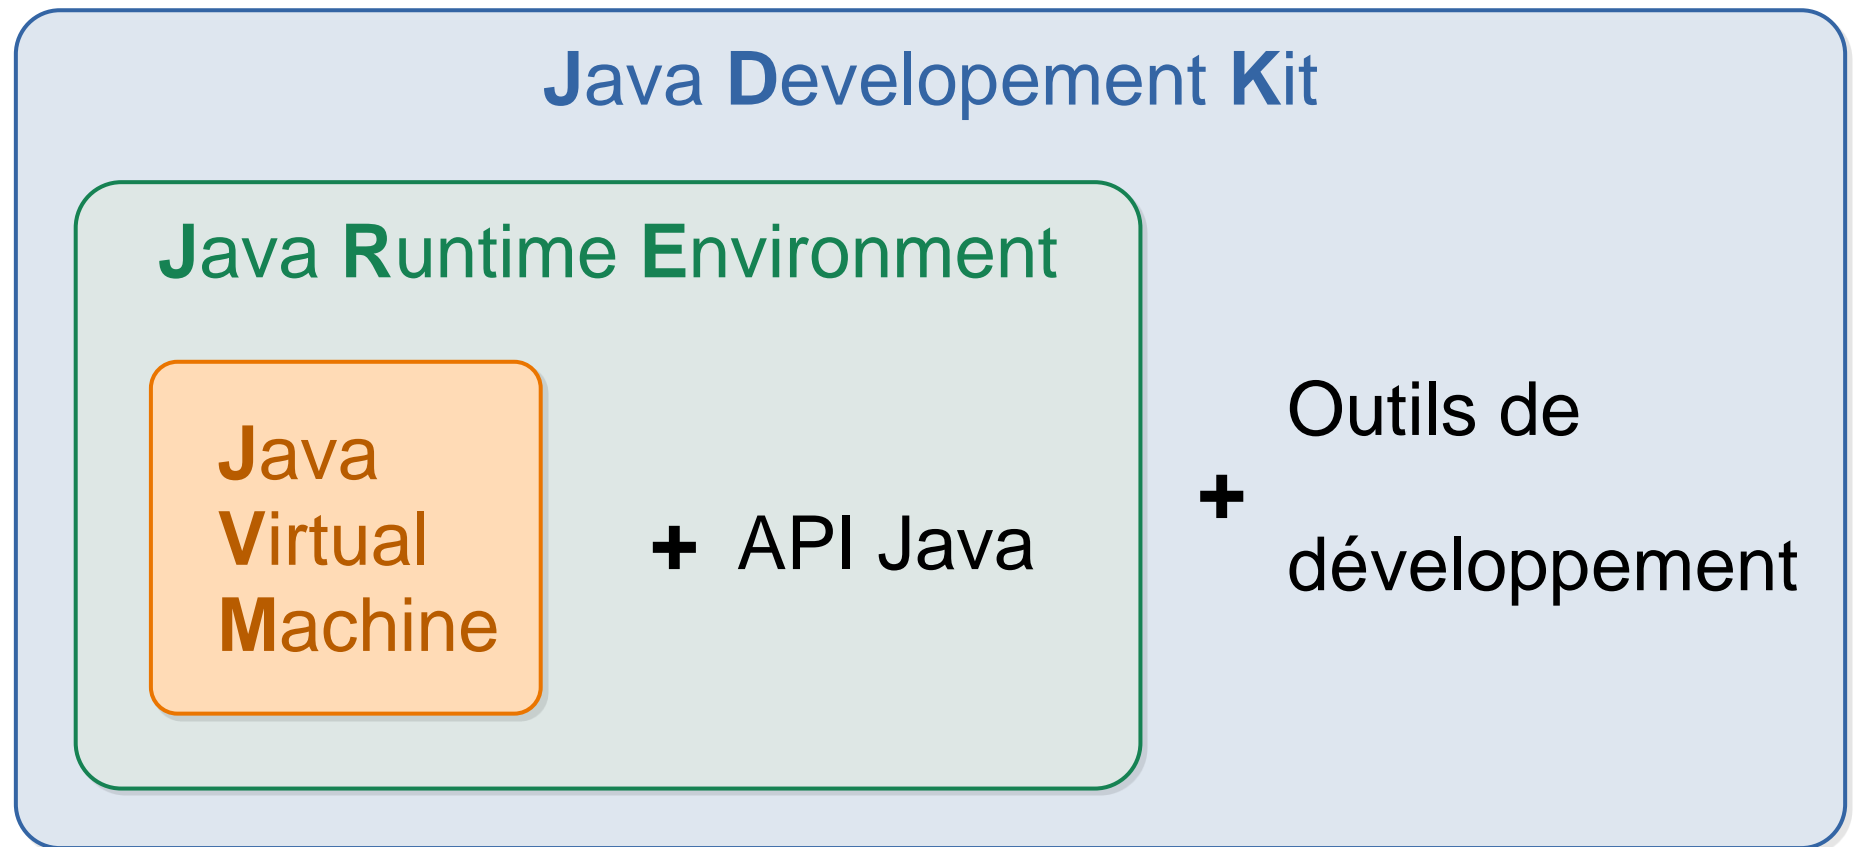 Java Developement Kit
Java Runtime Environment
Java
Virtual
Machine
+ API Java
+
Outils de
développement